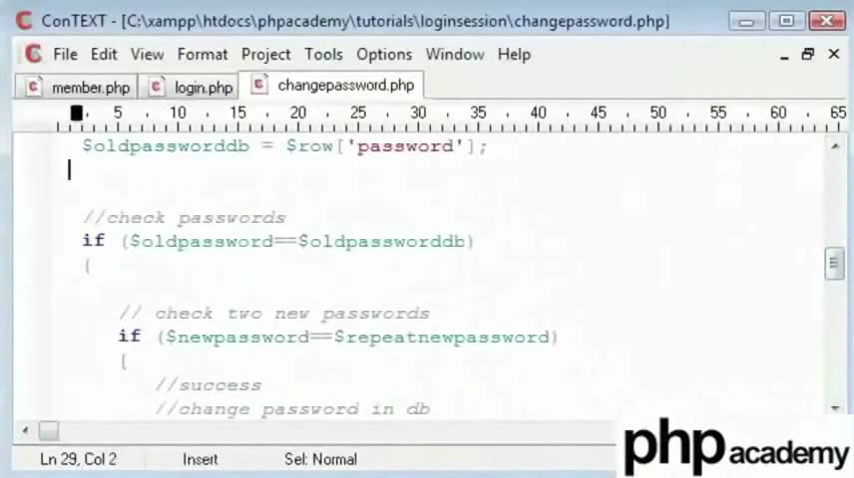 ConTEXT - [C:\xampp\htdocs\phpacademy\tutorials\loginsession\changepassword.php]
File Edit View Format Project Tools Options Window Help
member.php login.php changepassword.php
5 10 15 20 25 30 35 40 45 50 55 60 65
$oldpassworddb = $row['password'];
//check passwords
if ($oldpassword==$oldpassworddb)
{
// check two new passwords
if ($newpassword==$repeatnewpassword)
{
//success
//change password in db
Ln 29, Col 2 Insert Sel: Normal
php academy